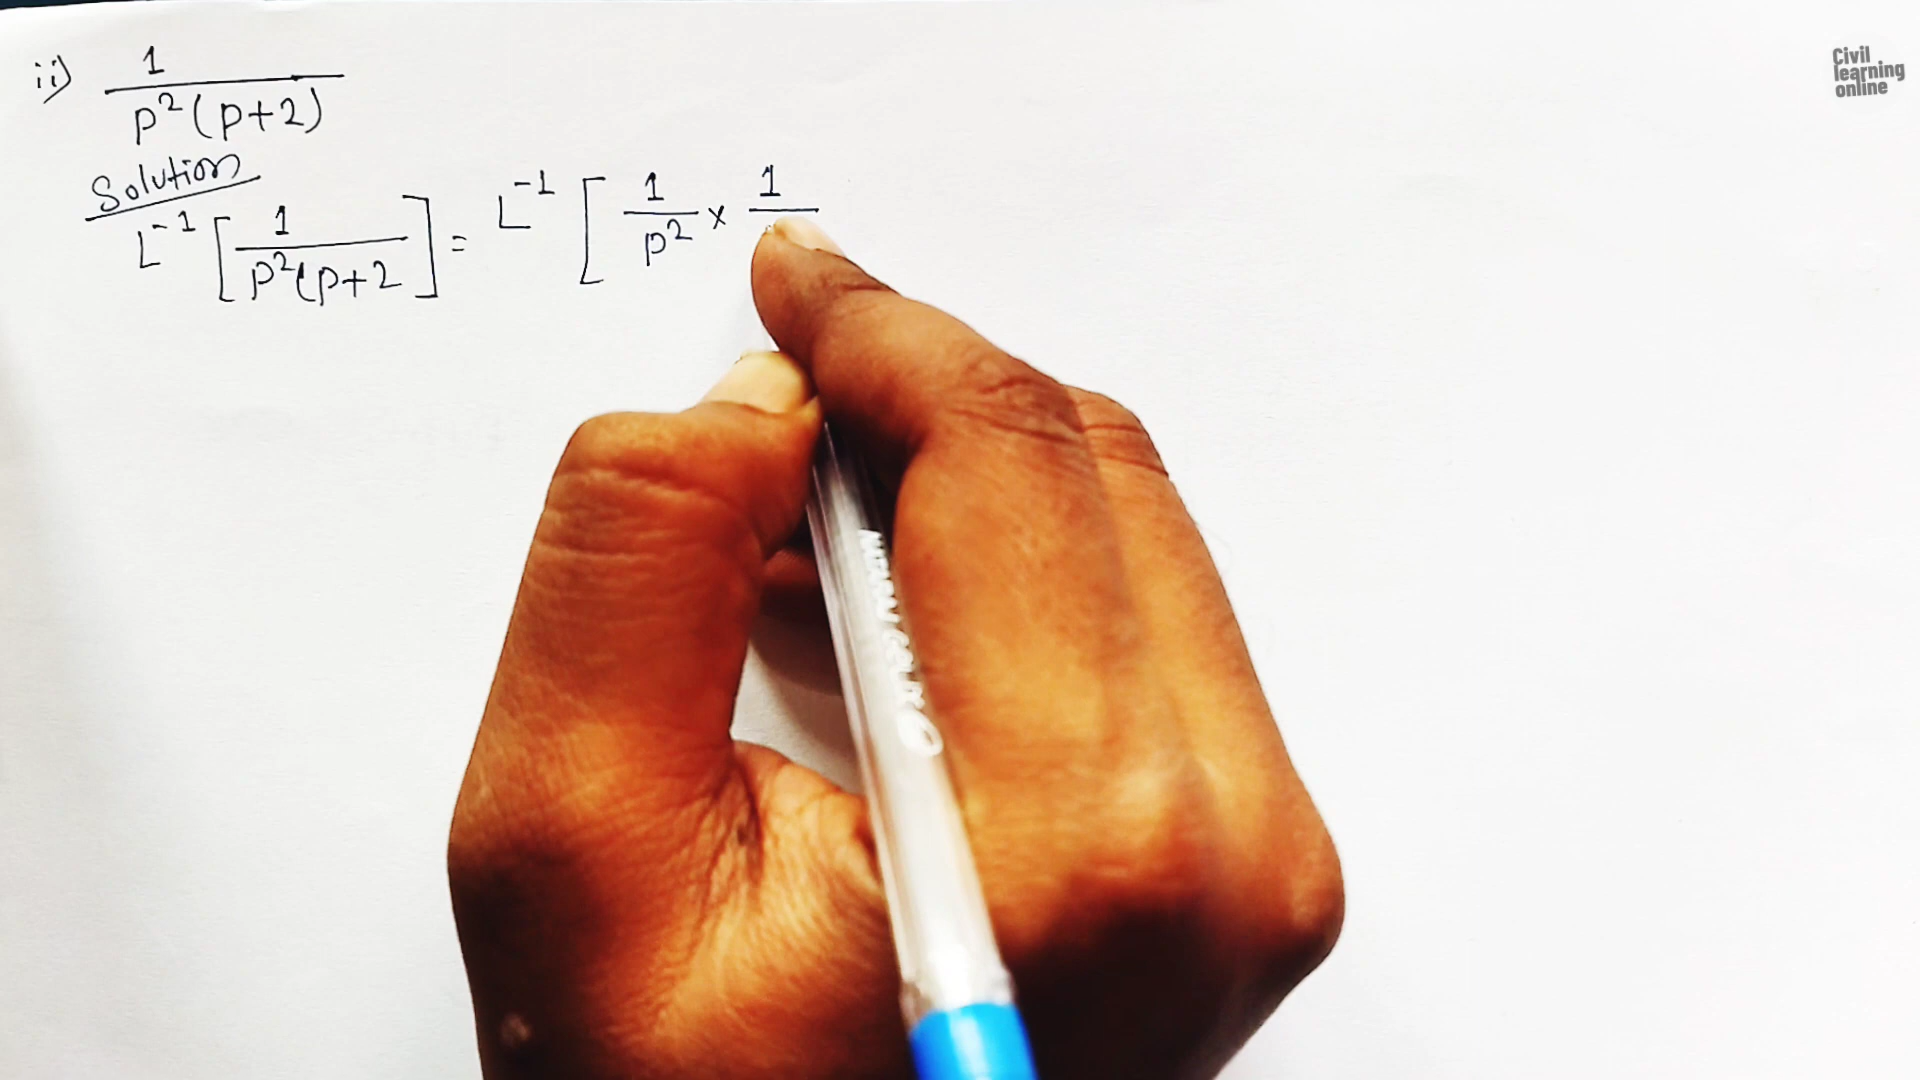 ii) 1/p²(p+2)
Solution
L⁻¹ [1/p²(p+2] = L⁻¹ [1/p² × 1/
Civil
learning
online